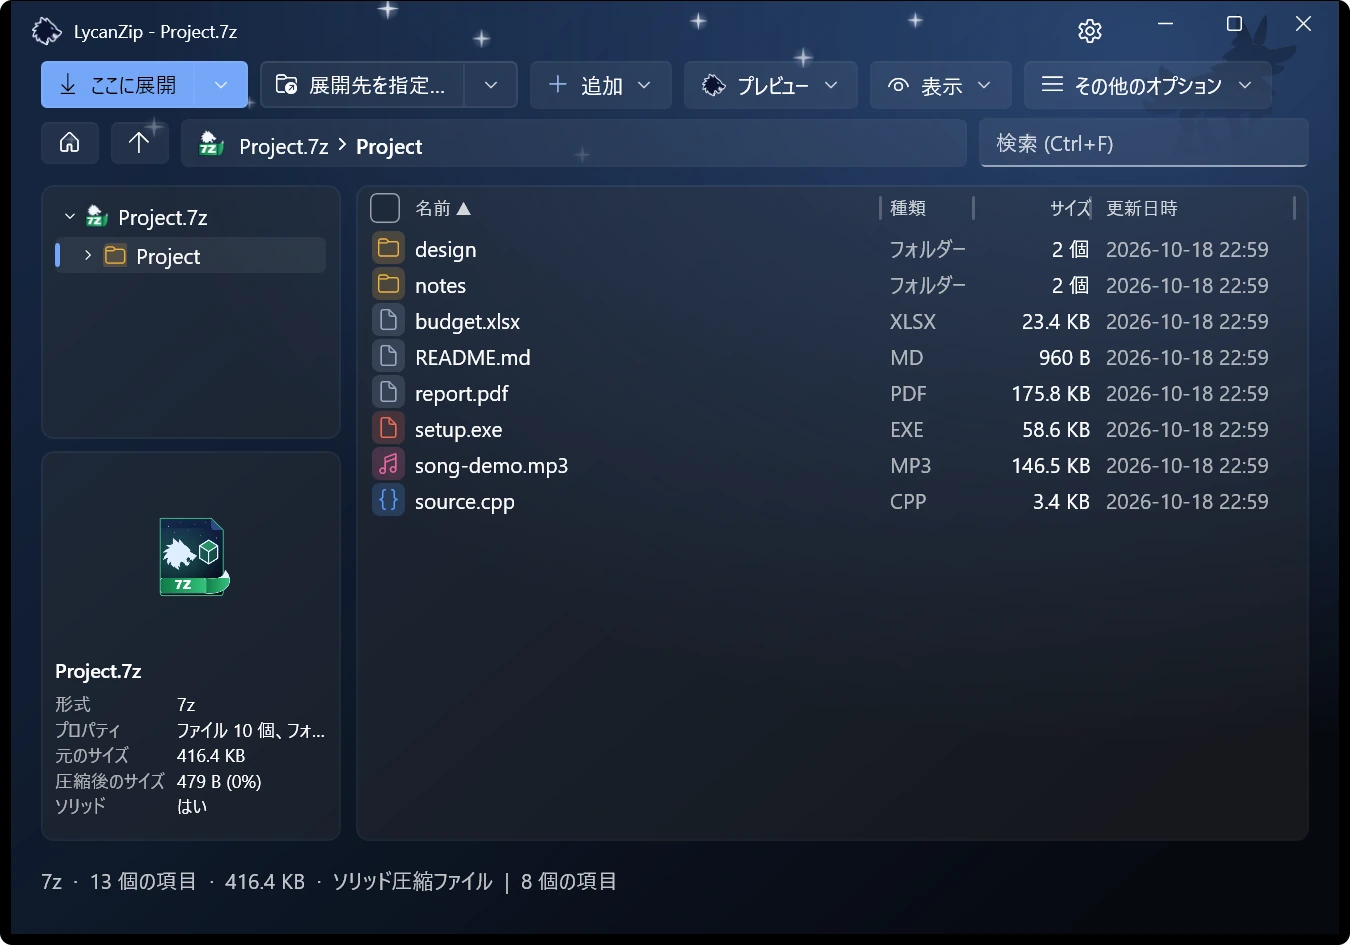 LycanZip - Project.7z
ここに展開
展開先を指定...
追加
プレビュー
表示
その他のオプション
7Z
Project.7z
Project
検索 (Ctrl+F)
7Z
Project.7z
Project
名前
種類
サイズ
更新日時
design
フォルダー
2 個
2026-10-18 22:59
notes
フォルダー
2 個
2026-10-18 22:59
budget.xlsx
XLSX
23.4 KB
2026-10-18 22:59
README.md
MD
960 B
2026-10-18 22:59
report.pdf
PDF
175.8 KB
2026-10-18 22:59
setup.exe
EXE
58.6 KB
2026-10-18 22:59
song-demo.mp3
MP3
146.5 KB
2026-10-18 22:59
source.cpp
CPP
3.4 KB
2026-10-18 22:59
7Z
Project.7z
形式 7z
プロパティ ファイル 10 個、フォ...
元のサイズ 416.4 KB
圧縮後のサイズ 479 B (0%)
ソリッド はい
7z · 13 個の項目 · 416.4 KB · ソリッド圧縮ファイル | 8 個の項目